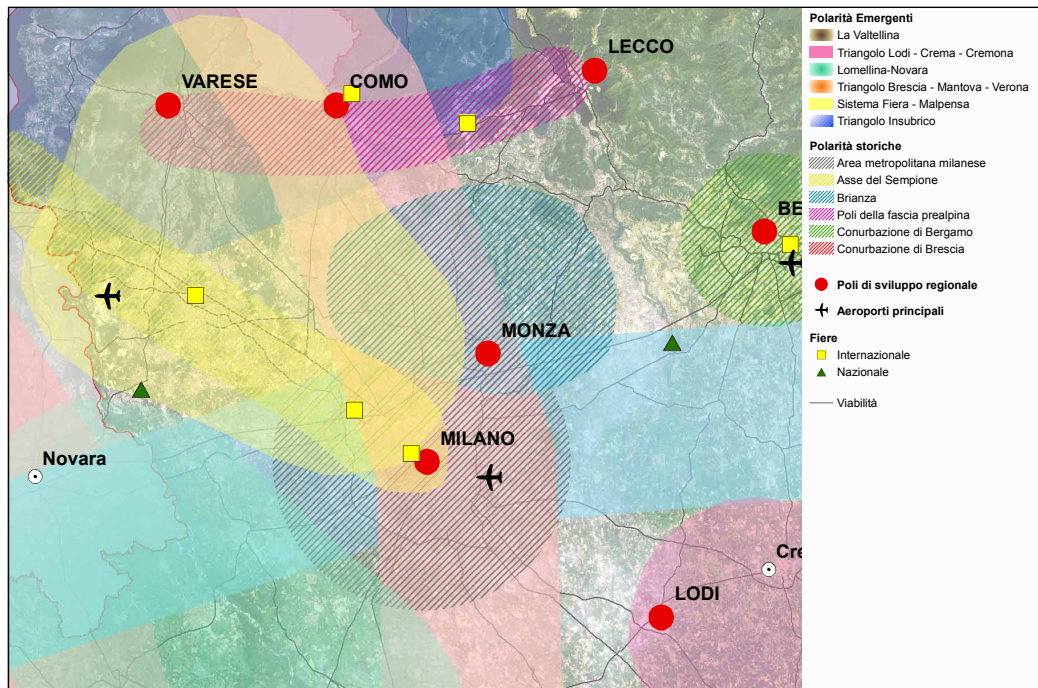 VARESE
COMO
LECCO
BE
MONZA
MILANO
Novara
Cre
LODI
Polarità Emergenti
La Valtellina
Triangolo Lodi - Crema - Cremona
Lomellina-Novara
Triangolo Brescia - Mantova - Verona
Sistema Fiera - Malpensa
Triangolo Insubrico
Polarità storiche
Area metropolitana milanese
Asse del Sempione
Brianza
Poli della fascia prealpina
Conurbazione di Bergamo
Conurbazione di Brescia
Poli di sviluppo regionale
Aeroporti principali
Fiere
Internazionale
Nazionale
Viabilità